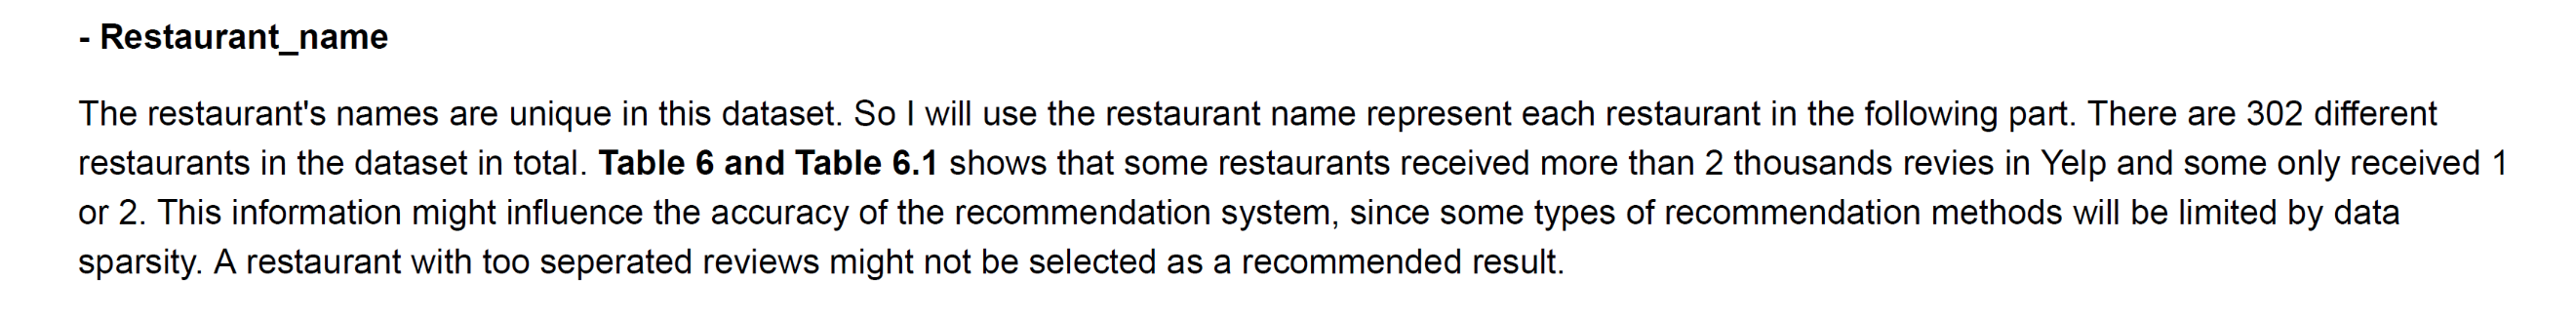 - Restaurant_name
The restaurant's names are unique in this dataset. So I will use the restaurant name represent each restaurant in the following part. There are 302 different
restaurants in the dataset in total. Table 6 and Table 6.1 shows that some restaurants received more than 2 thousands revies in Yelp and some only received 1
or 2. This information might influence the accuracy of the recommendation system, since some types of recommendation methods will be limited by data
sparsity. A restaurant with too seperated reviews might not be selected as a recommended result.